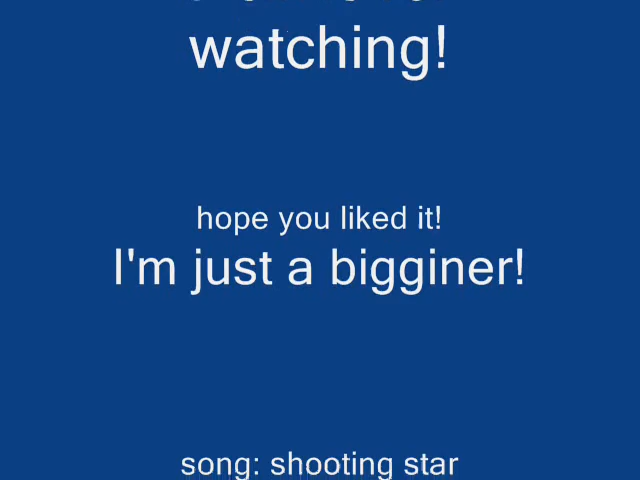 watching!
hope you liked it!
I'm just a bigginer!
song: shooting star